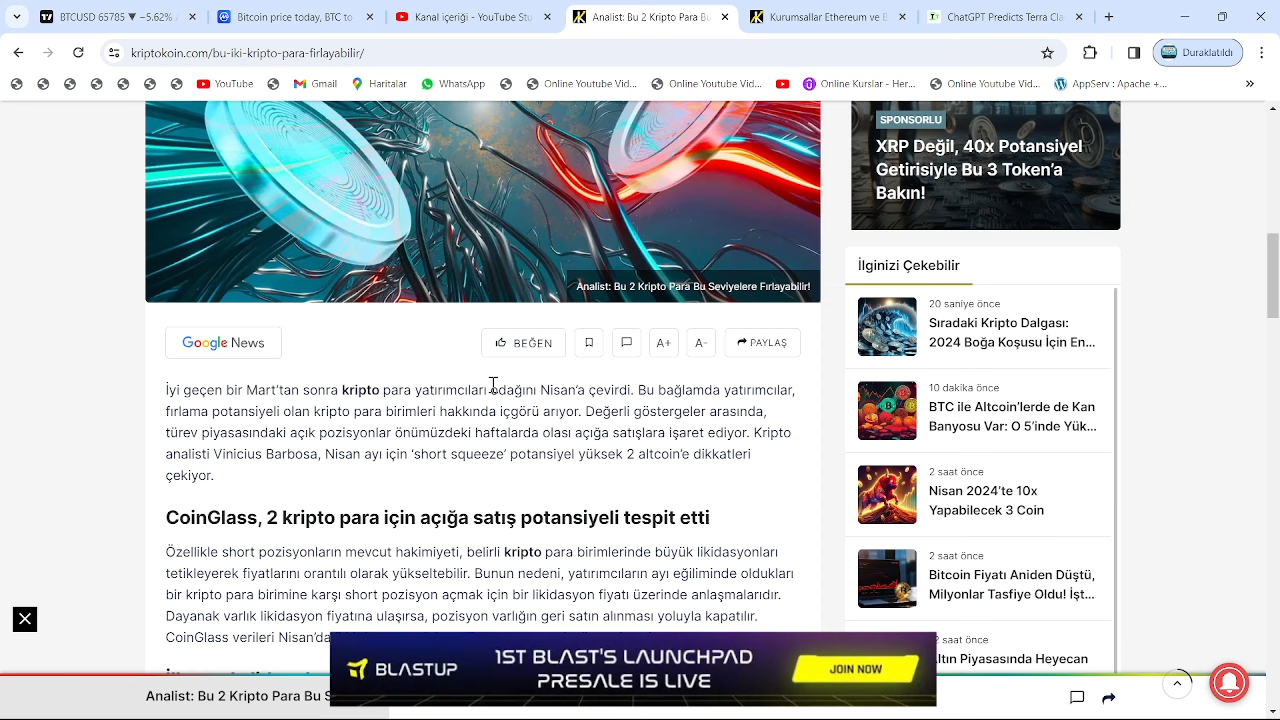 BTCUSD 65785 ▼ −5.62%
Bitcoin price today, BTC to
Kanal içeriği - YouTube Stu
Analist: Bu 2 Kripto Para Bu
Kurumsallar Ethereum ve B
ChatGPT Predicts Terra Cla
kriptokoin.com/bu-iki-kripto-para-firlayabilir/
Duraklatıldı
YouTube
Gmail
Haritalar
WhatsApp
Online Youtube Vid...
Online Youtube Vid...
Online Kurslar - Her...
Online Youtube Vid...
AppServ : Apache +...
Analist: Bu 2 Kripto Para Bu Seviyelere Fırlayabilir!
Google News
BEĞEN
A+
A-
PAYLAŞ
İyi geçen bir Mart’tan sonra kripto para yatırımcıları odağını Nisan’a çevirdi. Bu bağlamda yatırımcılar,
fırlama potansiyeli olan kripto para birimleri hakkında içgörü arıyor. Değerli göstergeler arasında,
piyasasındaki açık pozisyonlar önümüzdeki haftalarda olası açığa satışlara işaret ediyor. Kripto
analisti Vinicius Barbosa, Nisan ayı için ‘short squeeze’ potansiyel yüksek 2 altcoin’e dikkatleri
çekiyor.
CoinGlass, 2 kripto para için açığa satış potansiyeli tespit etti
Özellikle short pozisyonların mevcut hakimiyeti, belirli kripto para birimlerinde büyük likidasyonları
fiyatlarını önemli olarak yükseltebilir. Bunun nedeni, yatırımcıların ayı eğiliminde oldukları
kripto para birimine karşı short pozisyon açmak için bir likidasyon fiyatı üzerinde anlaşmalarıdır.
Dayanak varlık likidasyon fiyatına ulaşırsa, pozisyon varlığın geri satın alınması yoluyla kapatılır.
CoinGlass verileri Nisan’da
SPONSORLU
XRP Değil, 40x Potansiyel
Getirisiyle Bu 3 Token’a
Bakın!
İlginizi Çekebilir
20 saniye önce
Sıradaki Kripto Dalgası:
2024 Boğa Koşusu İçin En...
10 dakika önce
BTC ile Altcoin’lerde de Kan
Banyosu Var: O 5’inde Yük...
2 saat önce
Nisan 2024’te 10x
Yapabilecek 3 Coin
2 saat önce
Bitcoin Fiyatı Aniden Düştü,
Milyonlar Tasfiye Oldu! İşt...
saat önce
Altın Piyasasında Heyecan
BLASTUP
1ST BLAST'S LAUNCHPAD
PRESALE IS LIVE
JOIN NOW
Analist: Bu 2 Kripto Para Bu S